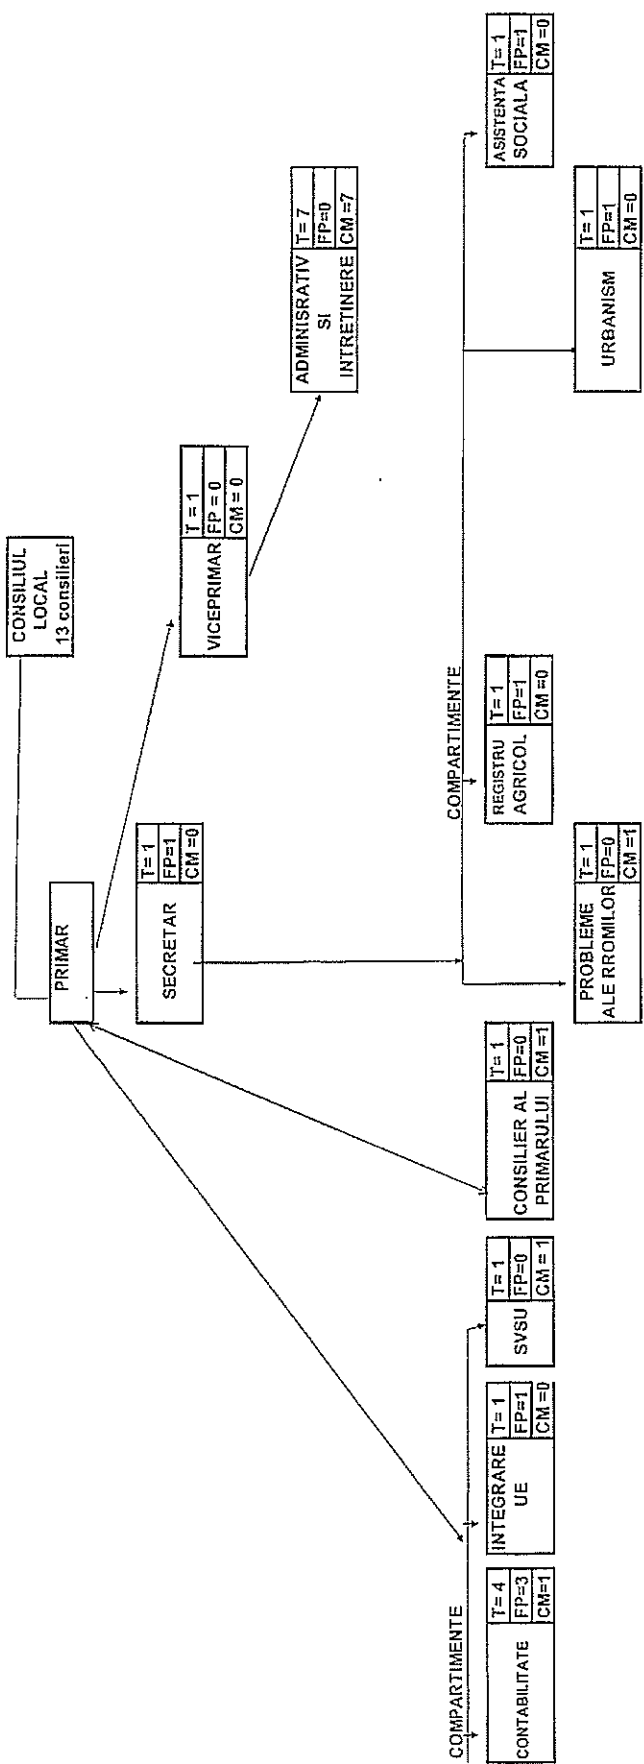 CONSILIUL
LOCAL
13 consilieri
PRIMAR
VICEPRIMAR
T = 1
FP = 0
CM = 0
SECRETAR
T= 1
FP=1
CM=0
ADMINISRATIV
SI
INTRETINERE
T= 7
FP=0
CM=7
COMPARTIMENTE
CONTABILITATE
T= 4
FP=3
CM=1
INTEGRARE
UE
T= 1
FP=1
CM=0
SVSU
T= 1
FP=0
CM=1
CONSILIER AL
PRIMARULUI
T= 1
FP=0
CM=1
COMPARTIMENTE
REGISTRU
AGRICOL
T= 1
FP=1
CM=0
ASISTENTA
SOCIALA
T= 1
FP=1
CM=0
PROBLEME
ALE RROMILOR
T= 1
FP=0
CM=1
URBANISM
T= 1
FP=1
CM=0